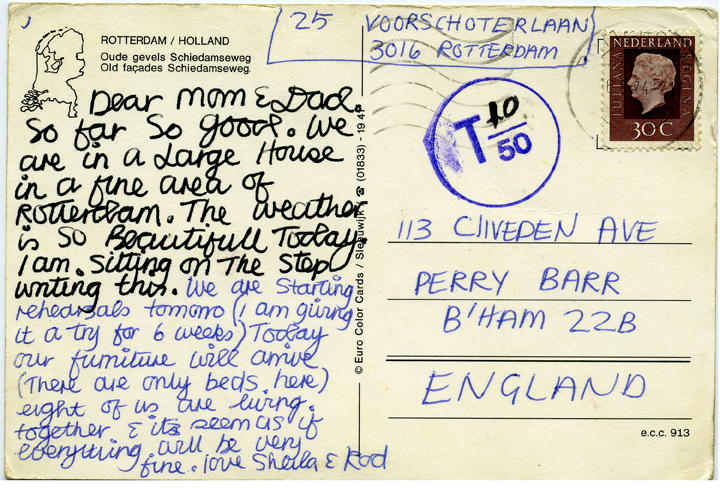 25 VOORSCHOTERLAAN
3016 ROTTERDAM
ROTTERDAM / HOLLAND
Oude gevels Schiedamseweg
Old façades Schiedamseweg.
Dear Mom & Dad.
So far So good. We
are in a Large House
in a fine area of
Rotterdam. The weather
is So Beautifull Today.
I am. Sitting on The Step
writing this. We are Starting
rehearsals tomorro (I am giving
it a try for 6 weeks) Today
our furniture will arrive
(There are only beds. here)
eight of us are living.
together & its seem as if
everything will be very
fine. love Sheila & Rod
© Euro Color Cards / Sleeuwijk / ☎ (01833) - 19 4
NEDERLAND
JULIANA REGINA
30 C
T 10/50
113 CLIVEDEN AVE
PERRY BARR
B'HAM 22B
ENGLAND
e.c.c. 913